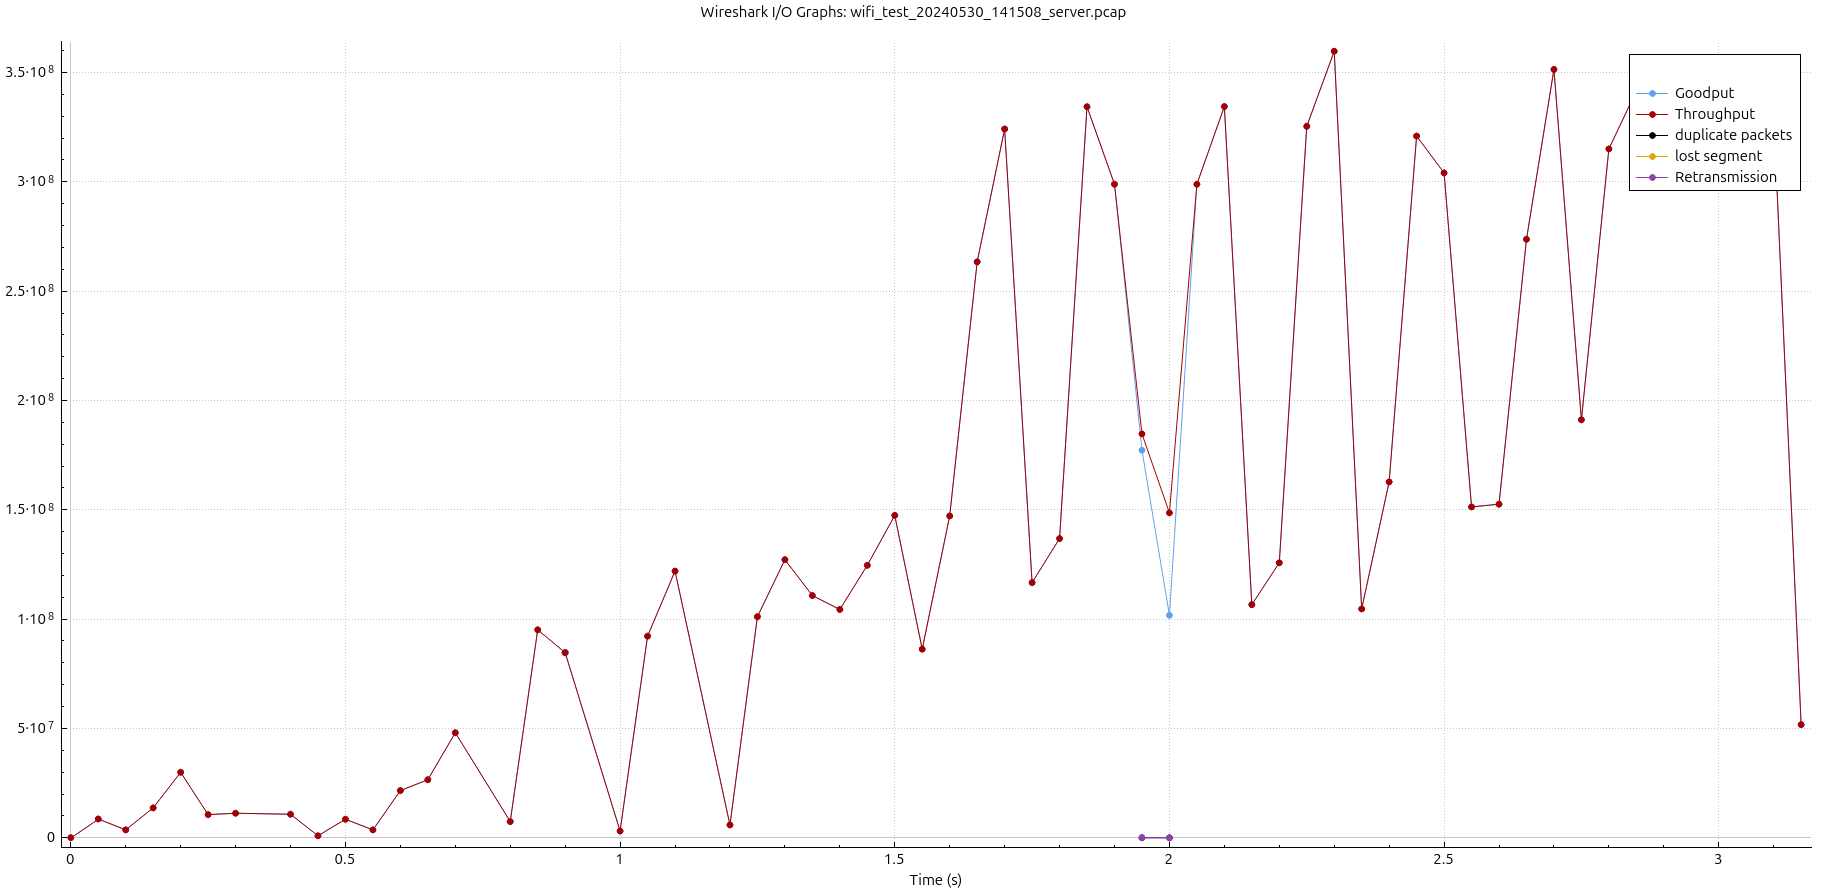 Wireshark I/O Graphs: wifi_test_20240530_141508_server.pcap
3.5·10⁸
3·10⁸
2.5·10⁸
2·10⁸
1.5·10⁸
1·10⁸
5·10⁷
0
Goodput
Throughput
duplicate packets
lost segment
Retransmission
0 0.5 1 1.5 2 2.5 3
Time (s)